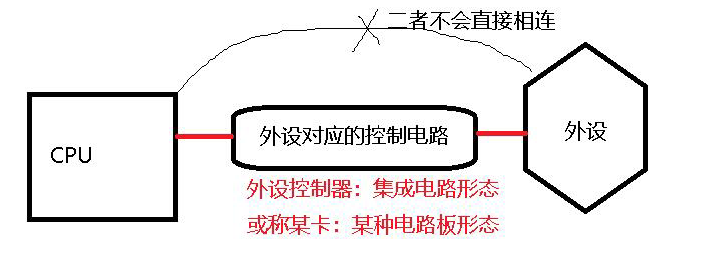 二者不会直接相连
CPU
外设对应的控制电路
外设
外设控制器：集成电路形态
或称某卡：某种电路板形态